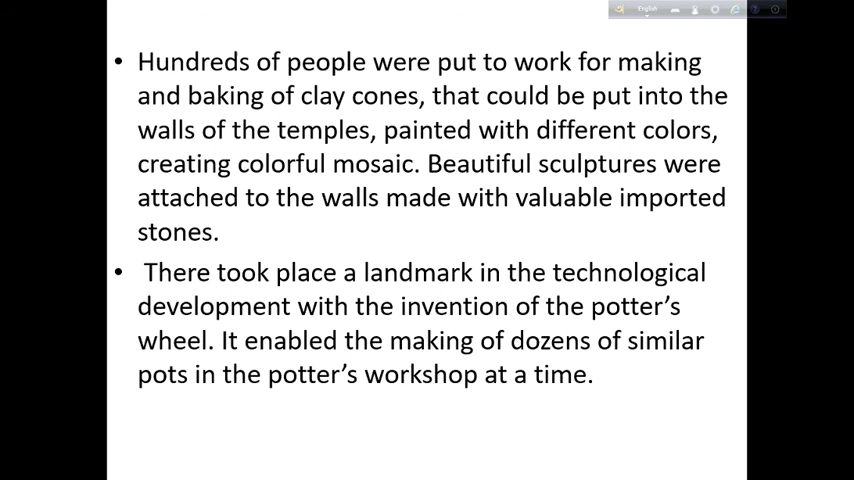 English
• Hundreds of people were put to work for making
and baking of clay cones, that could be put into the
walls of the temples, painted with different colors,
creating colorful mosaic. Beautiful sculptures were
attached to the walls made with valuable imported
stones.
• There took place a landmark in the technological
development with the invention of the potter’s
wheel. It enabled the making of dozens of similar
pots in the potter’s workshop at a time.